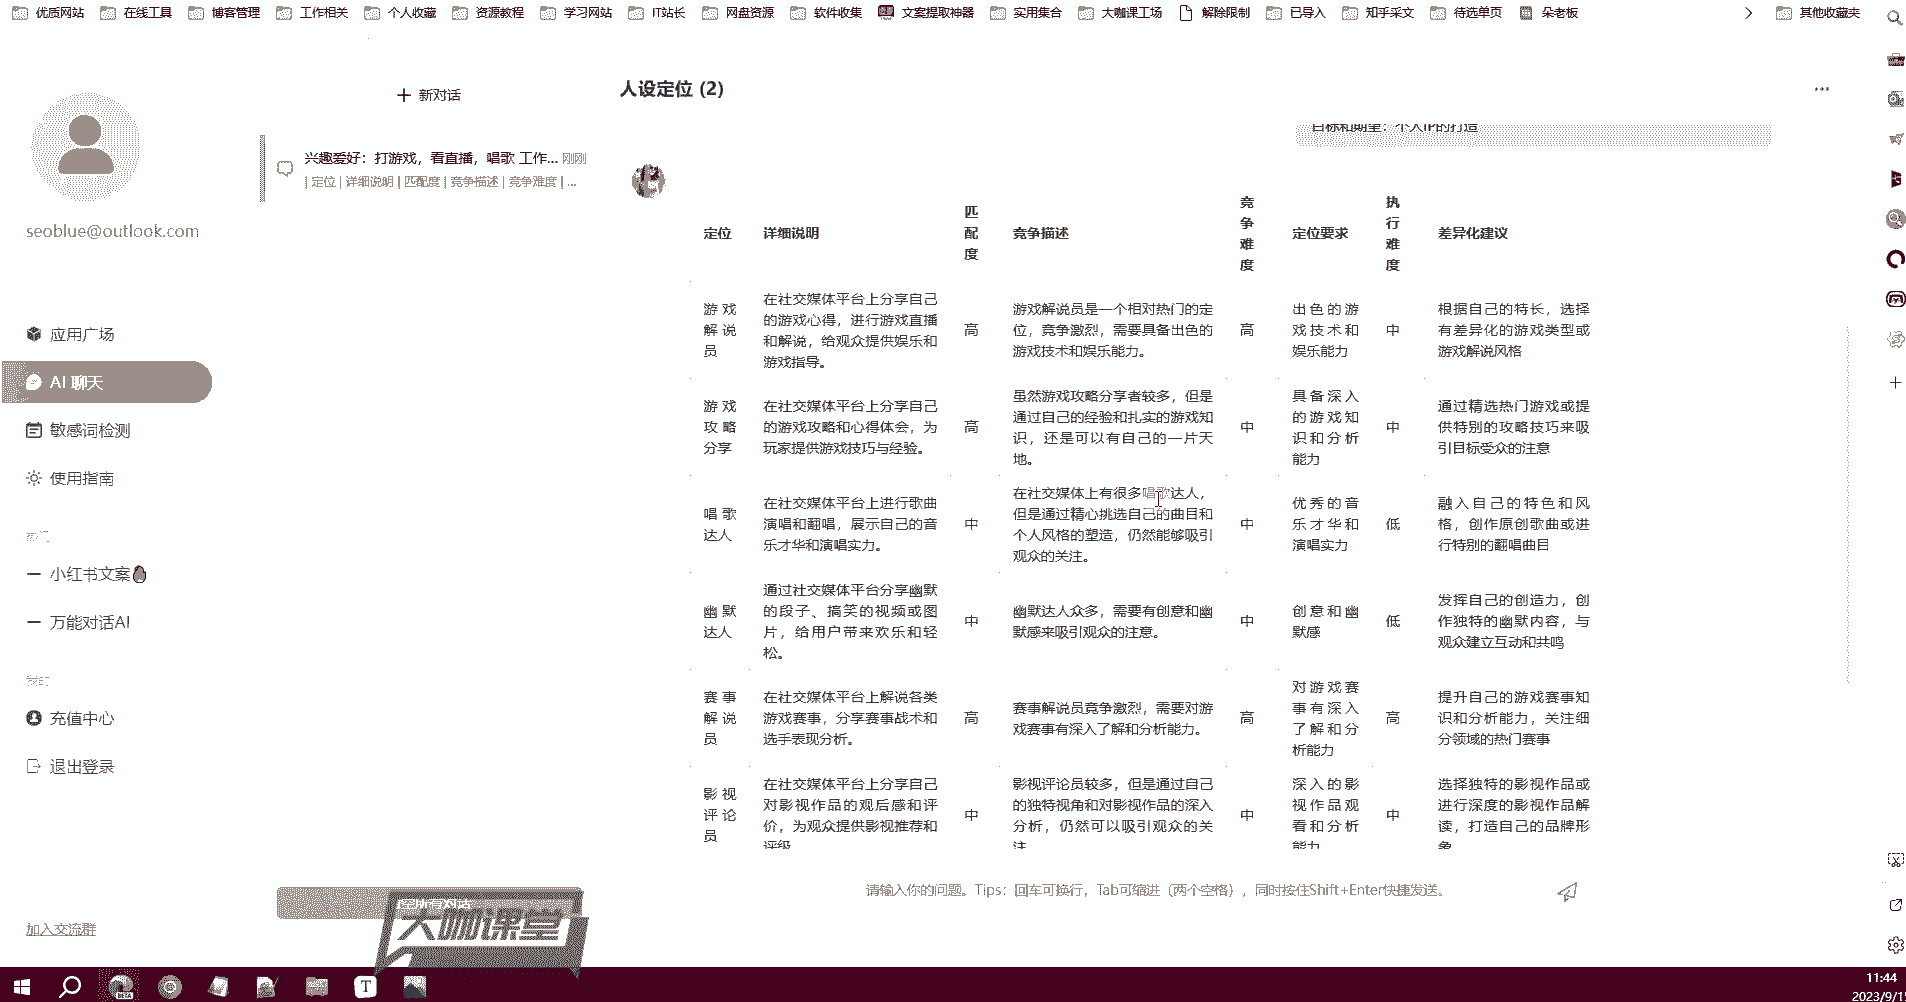 优质网站 在线工具 博客管理 工作相关 个人收藏 资源教程 学习网站 IT站长 网盘资源 软件收集 文案提取神器 实用集合 大咖课工场 解除限制 已导入 知乎采文 待选单页 朵老板 其他收藏夹
新对话
人设定位 (2)
目标和期望：个人IP的打造
兴趣爱好：打游戏，看直播，唱歌 工作... 刚刚
| 定位 | 详细说明 | 匹配度 | 竞争描述 | 竞争难度 | ...
seoblue@outlook.com
应用广场
AI 聊天
敏感词检测
使用指南
热门
小红书文案
万能对话AI
我的
充值中心
退出登录
加入交流群
定位
详细说明
匹
配
度
竞争描述
竞
争
难
度
定位要求
执
行
难
度
差异化建议
游戏
解说
员
在社交媒体平台上分享自己
的游戏心得，进行游戏直播
和解说，给观众提供娱乐和
游戏指导。
高
游戏解说员是一个相对热门的定
位，竞争激烈，需要具备出色的
游戏技术和娱乐能力。
高
出色的游
戏技术和
娱乐能力
中
根据自己的特长，选择
有差异化的游戏类型或
游戏解说风格
游戏
攻略
分享
在社交媒体平台上分享自己
的游戏攻略和心得体会，为
玩家提供游戏技巧与经验。
高
虽然游戏攻略分享者较多，但是
通过自己的经验和扎实的游戏知
识，还是可以有自己的一片天
地。
中
具备深入
的游戏知
识和分析
能力
中
通过精选热门游戏或提
供特别的攻略技巧来吸
引目标受众的注意
唱歌
达人
在社交媒体平台上进行歌曲
演唱和翻唱，展示自己的音
乐才华和演唱实力。
中
在社交媒体上有很多唱歌达人，
但是通过精心挑选自己的曲目和
个人风格的塑造，仍然能够吸引
观众的关注。
中
优秀的音
乐才华和
演唱实力
低
融入自己的特色和风
格，创作原创歌曲或进
行特别的翻唱曲目
幽默
达人
通过社交媒体平台分享幽默
的段子、搞笑的视频或图
片，给用户带来欢乐和轻
松。
中
幽默达人众多，需要有创意和幽
默感来吸引观众的注意。
中
创意和幽
默感
低
发挥自己的创造力，创
作独特的幽默内容，与
观众建立互动和共鸣
赛事
解说
员
在社交媒体平台上解说各类
游戏赛事，分享赛事战术和
选手表现分析。
高
赛事解说员竞争激烈，需要对游
戏赛事有深入了解和分析能力。
高
对游戏赛
事有深入
了解和分
析能力
高
提升自己的游戏赛事知
识和分析能力，关注细
分领域的热门赛事
影视
评论
员
在社交媒体平台上分享自己
对影视作品的观后感和评
价，为观众提供影视推荐和
评级
中
影视评论员较多，但是通过自己
的独特视角和对影视作品的深入
分析，仍然可以吸引观众的关
注
中
深入的影
视作品观
看和分析
能力
中
选择独特的影视作品或
进行深度的影视作品解
读，打造自己的品牌形
象
请输入你的问题。Tips：回车可换行，Tab可缩进（两个空格），同时按住Shift+Enter快捷发送。
大咖课堂
BETA
T
11:44